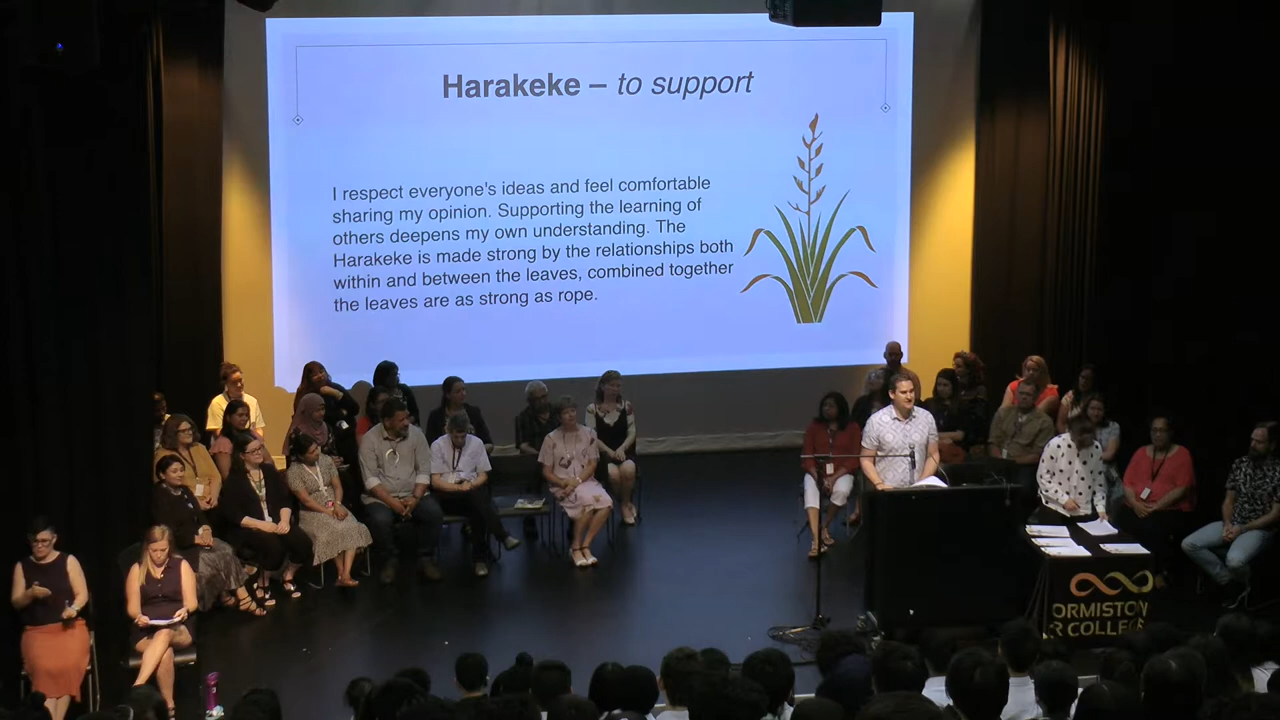 Harakeke – to support
I respect everyone's ideas and feel comfortable
sharing my opinion. Supporting the learning of
others deepens my own understanding. The
Harakeke is made strong by the relationships both
within and between the leaves, combined together
the leaves are as strong as rope.
ORMISTON
R COLLEGE